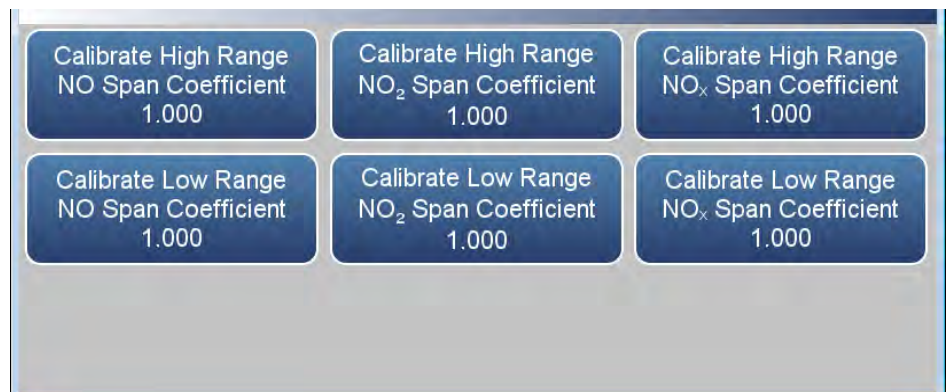 Calibrate High Range
NO Span Coefficient
1.000
Calibrate High Range
NO₂ Span Coefficient
1.000
Calibrate High Range
NOₓ Span Coefficient
1.000
Calibrate Low Range
NO Span Coefficient
1.000
Calibrate Low Range
NO₂ Span Coefficient
1.000
Calibrate Low Range
NOₓ Span Coefficient
1.000